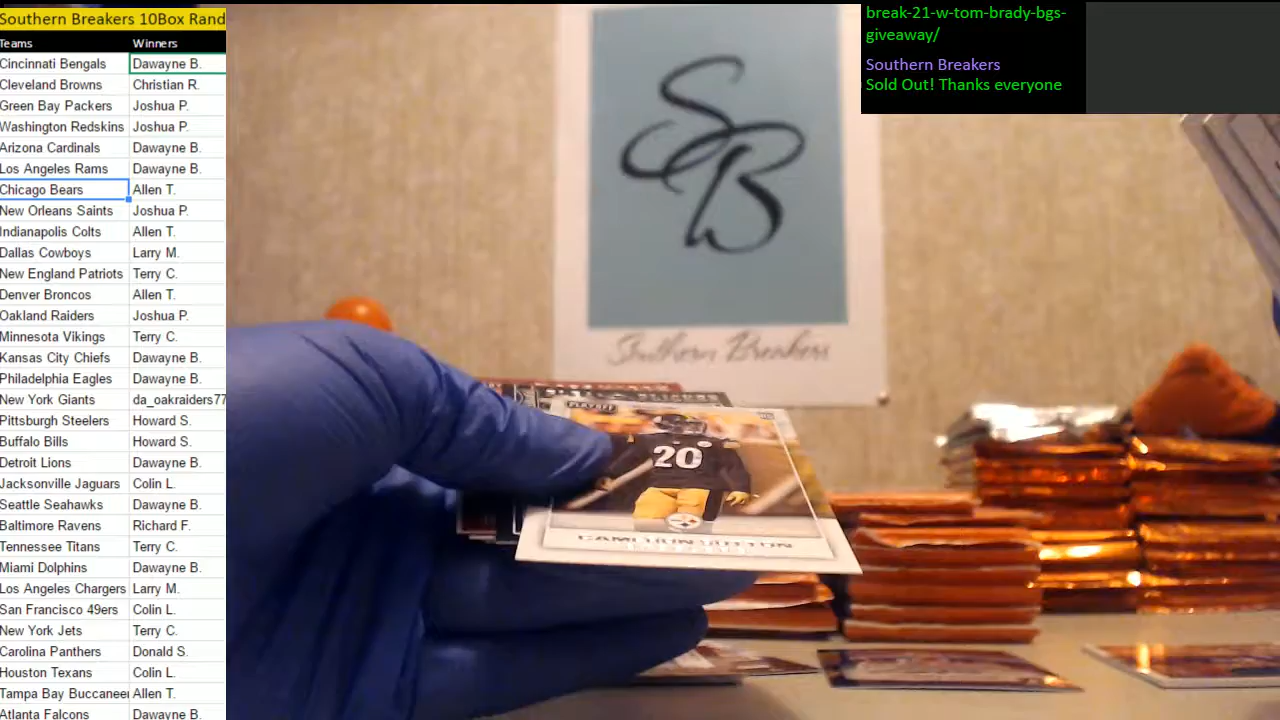 Southern Breakers 10Box Rand
Teams Winners
Cincinnati Bengals Dawayne B.
Cleveland Browns Christian R.
Green Bay Packers Joshua P.
Washington Redskins Joshua P.
Arizona Cardinals Dawayne B.
Los Angeles Rams Dawayne B.
Chicago Bears Allen T.
New Orleans Saints Joshua P.
Indianapolis Colts Allen T.
Dallas Cowboys Larry M.
New England Patriots Terry C.
Denver Broncos Allen T.
Oakland Raiders Joshua P.
Minnesota Vikings Terry C.
Kansas City Chiefs Dawayne B.
Philadelphia Eagles Dawayne B.
New York Giants da_oakraiders77
Pittsburgh Steelers Howard S.
Buffalo Bills Howard S.
Detroit Lions Dawayne B.
Jacksonville Jaguars Colin L.
Seattle Seahawks Dawayne B.
Baltimore Ravens Richard F.
Tennessee Titans Terry C.
Miami Dolphins Dawayne B.
Los Angeles Chargers Larry M.
San Francisco 49ers Colin L.
New York Jets Terry C.
Carolina Panthers Donald S.
Houston Texans Colin L.
Tampa Bay Buccaneer Allen T.
Atlanta Falcons Dawayne B.
break-21-w-tom-brady-bgs-
giveaway/
Southern Breakers
Sold Out! Thanks everyone
SB
Southern Breakers
PLAYOFF
20
CAMERON SUTTON